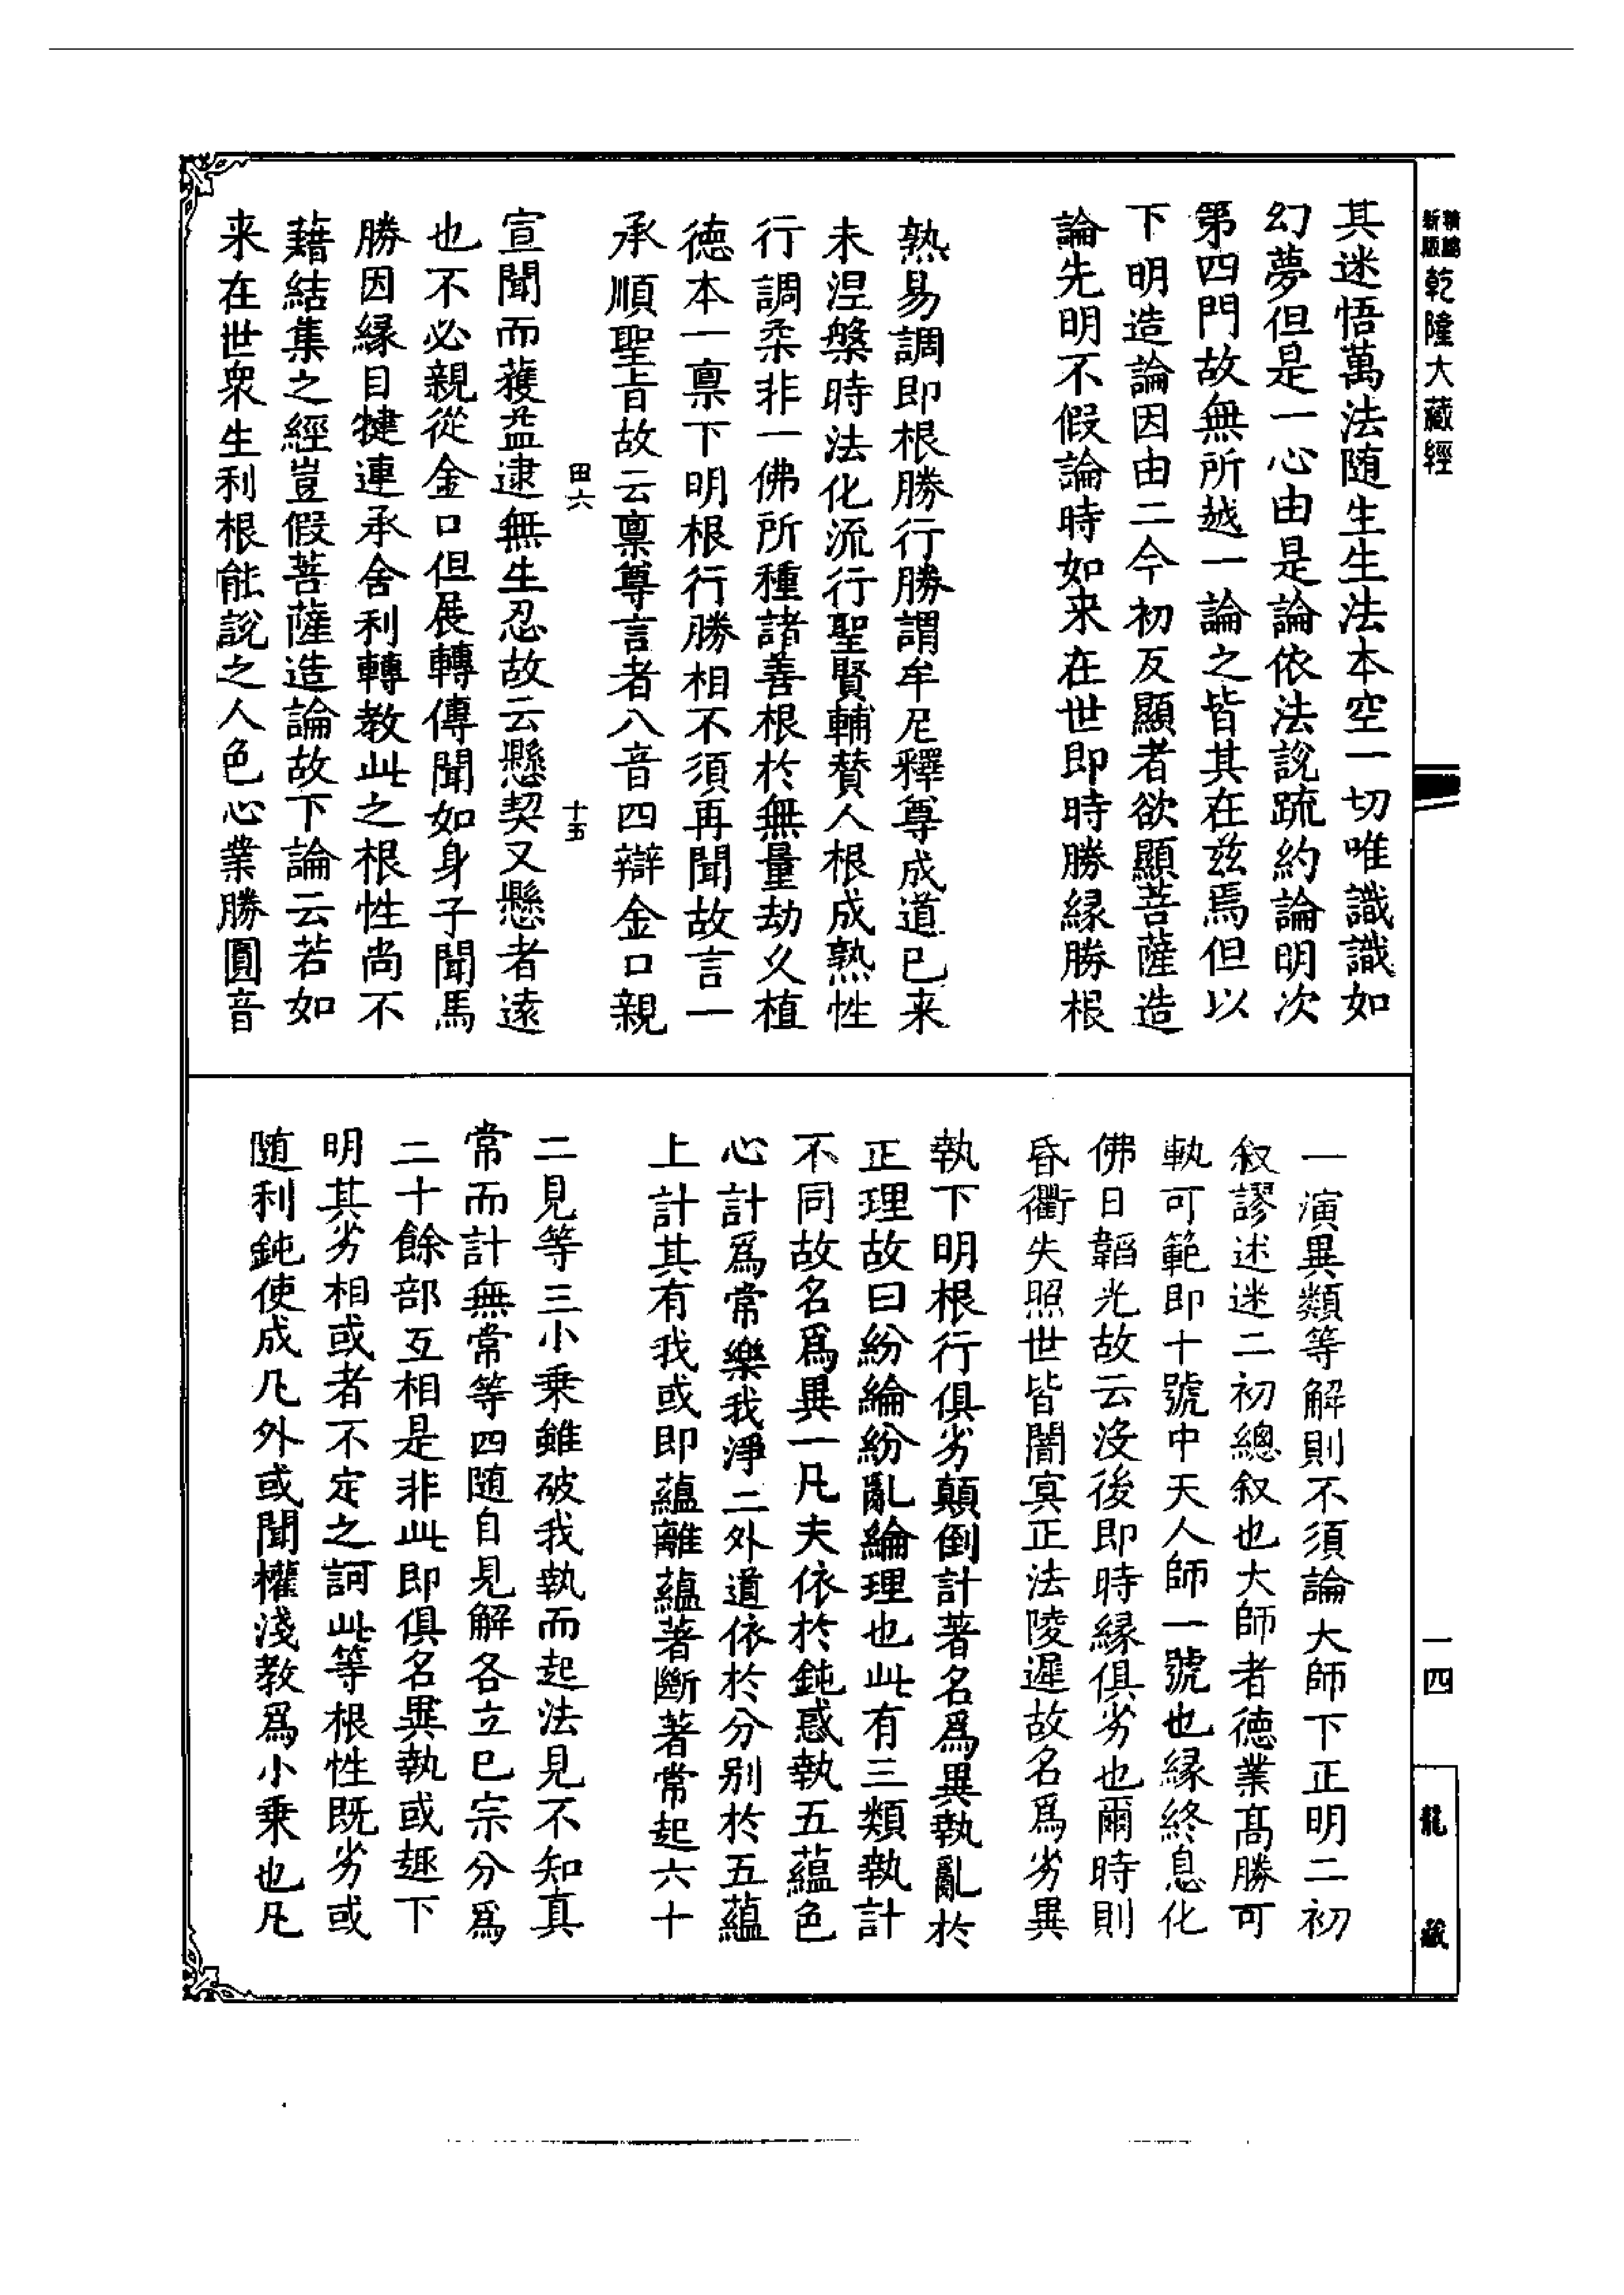 精編
新版
乾隆大藏經
其迷悟萬法随生生法本空一切唯識識如
幻夢但是一心由是論依法說䟽約論明次
第四門故無所越一論之皆其在兹焉但以
下明造論因由二今初反顯者欲顯菩薩造
論先明不假論時如来在世即時勝縁勝根
熟易調即根勝行勝謂牟尼釋尊成道已来
未涅槃時法化流行聖賢輔賛人根成熟性
行調柔非一佛所種諸善根於無量劫久植
德本一禀下明根行勝相不須再聞故言一
承順聖旨故云禀尊言者八音四辯金口親
田六
十五
宣聞而獲益逮無生忍故云懸契又懸者遠
也不必親從金口但展轉傳聞如身子聞馬
勝因縁目犍連承舍利轉教此之根性尚不
藉結集之經豈假菩薩造論故下論云若如
来在世衆生利根能說之人色心業勝圓音
一演異類等解則不須論大師下正明二初
叙謬述迷二初總叙也大師者德業髙勝可
軌可範即十號中天人師一號也縁終息化
佛日韜光故云没後即時縁俱劣也爾時則
昏衢失照世皆闇㝠正法陵遲故名爲劣異
執下明根行俱劣顛倒計著名爲異執亂於
正理故曰紛綸紛亂綸理也此有三類執計
不同故名爲異一凡夫依於鈍惑執五藴色
心計爲常樂我淨二外道依於分别於五藴
上計其有我或即藴離藴著斷著常起六十
二見等三小乘雖破我執而起法見不知真
常而計無常等四随自見解各立已宗分爲
二十餘部互相是非此即俱名異執或趣下
明其劣相或者不定之訶此等根性既劣或
随利鈍使成凡外或聞權淺教爲小乘也凡
一四
龍藏